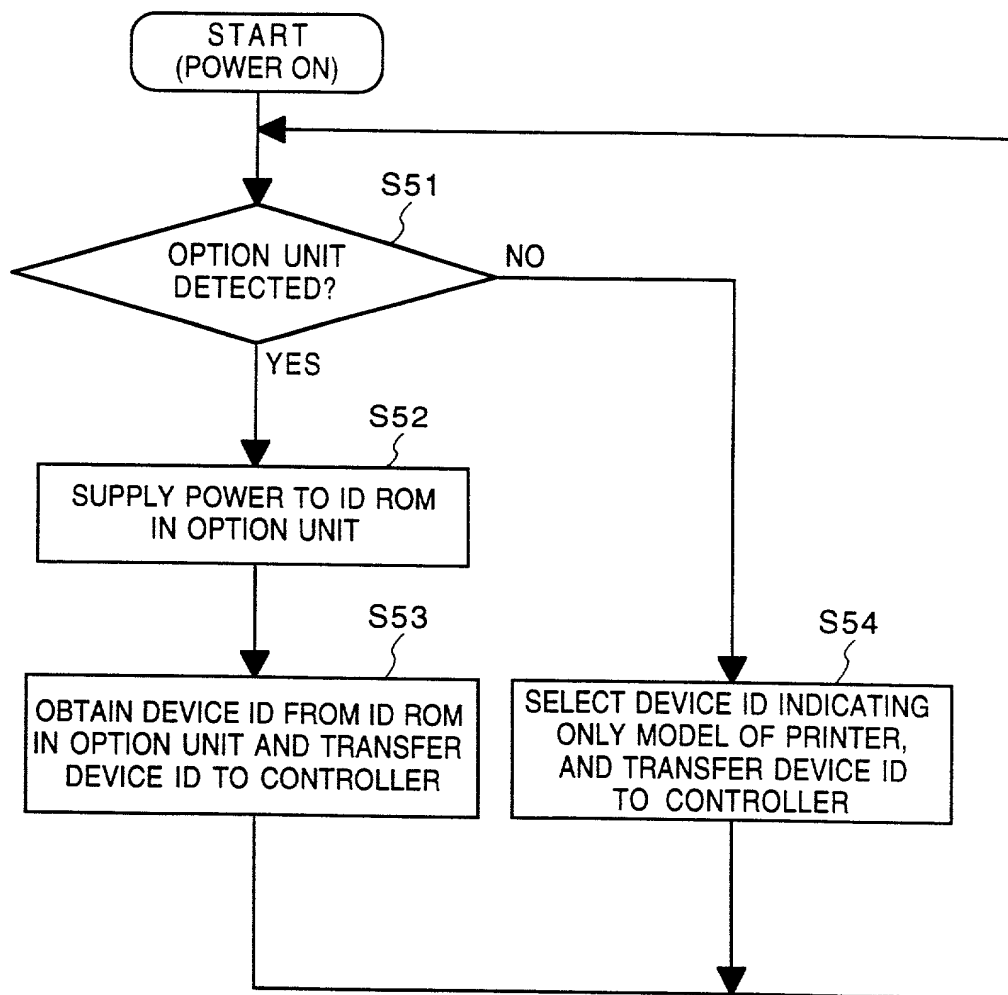 START
(POWER ON)
S51
OPTION UNIT
DETECTED?
NO
YES
S52
SUPPLY POWER TO ID ROM
IN OPTION UNIT
S53
OBTAIN DEVICE ID FROM ID ROM
IN OPTION UNIT AND TRANSFER
DEVICE ID TO CONTROLLER
S54
SELECT DEVICE ID INDICATING
ONLY MODEL OF PRINTER,
AND TRANSFER DEVICE ID
TO CONTROLLER